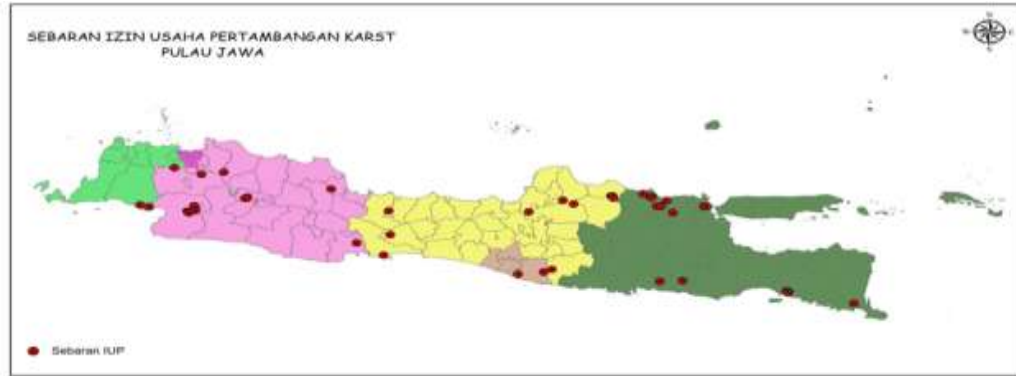 SEBARAN IZIN USAHA PERTAMBANGAN KARST
PULAU JAWA
Sebaran IUP